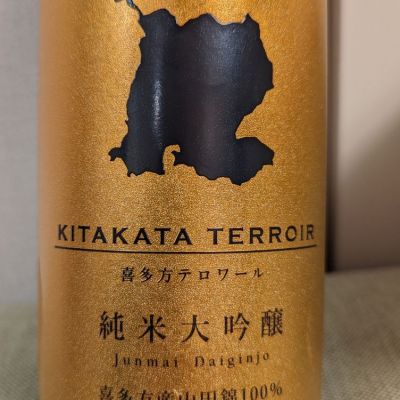 KITAKATA TERROIR
喜多方テロワール
純米大吟醸
Junmai Daiginjo
喜多方産山田錦100%